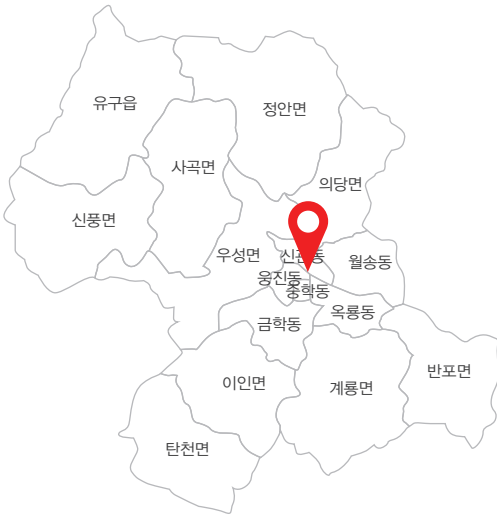 유구읍
정안면
사곡면
의당면
신풍면
우성면
신관동
월송동
웅진동
중학동
옥룡동
금학동
이인면
계룡면
반포면
탄천면